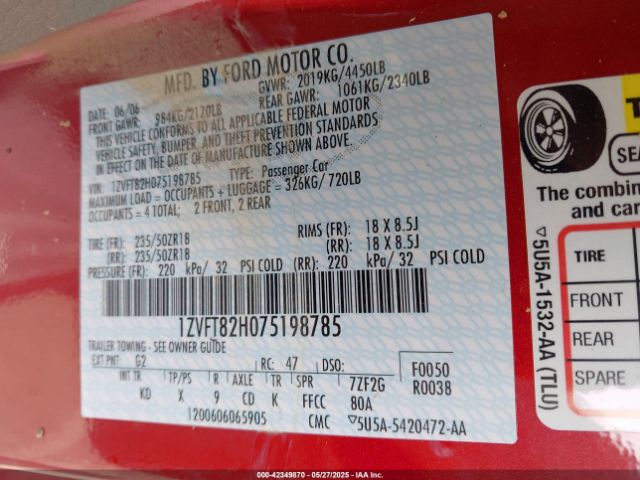 MFD. BY FORD MOTOR CO.
DATE: 06/06 GVWR: 2019KG/4450LB
FRONT GAWR: 984KG/2170LB REAR GAWR: 1061KG/2340LB
THIS VEHICLE CONFORMS TO ALL APPLICABLE FEDERAL MOTOR
VEHICLE SAFETY, BUMPER, AND THEFT PREVENTION STANDARDS
IN EFFECT ON THE DATE OF MANUFACTURE SHOWN ABOVE.
VIN: 1ZVFT82H075198785 TYPE: Passenger Car
MAXIMUM LOAD = OCCUPANTS + LUGGAGE = 326KG/ 720LB
OCCUPANTS = 4 TOTAL; 2 FRONT, 2 REAR
TIRE (FR): 235/50ZR18 RIMS (FR): 18 X 8.5J
(RR): 235/50ZR18 (RR): 18 X 8.5J
PRESSURE (FR): 220 kPa/ 32 PSI COLD (RR): 220 kPa/ 32 PSI COLD
1ZVFT82H075198785
TRAILER TOWING - SEE OWNER GUIDE
EXT PNT: G2 RC: 47 DSO: F0050
INT TR TP/PS R AXLE TR SPR 7ZF2G R0038
KD X 9 CD K FFCC 80A
1200606065905 CMC ▽5U5A-5420472-AA
SEA
The combin
and car
TIRE
FRONT
REAR
SPARE
▽5U5A-1532-AA (TLU)
000-42349870 - 05/27/2025 - IAAI.COM